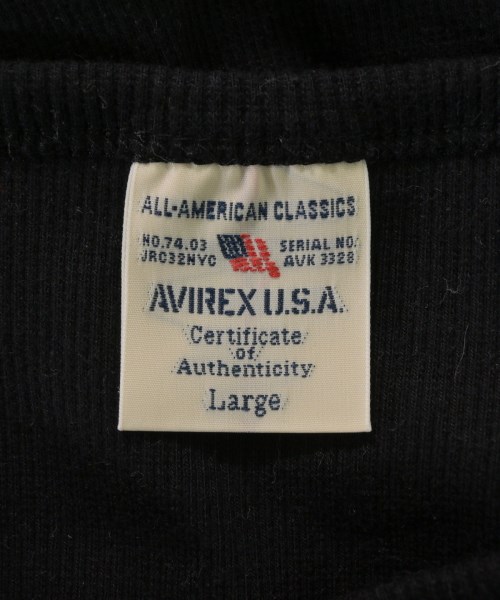 ALL-AMERICAN CLASSICS
NO.74.03 SERIAL NO.
JRC32NYC AVK 3328
AVIREX U.S.A.
Certificate
of
Authenticity
Large